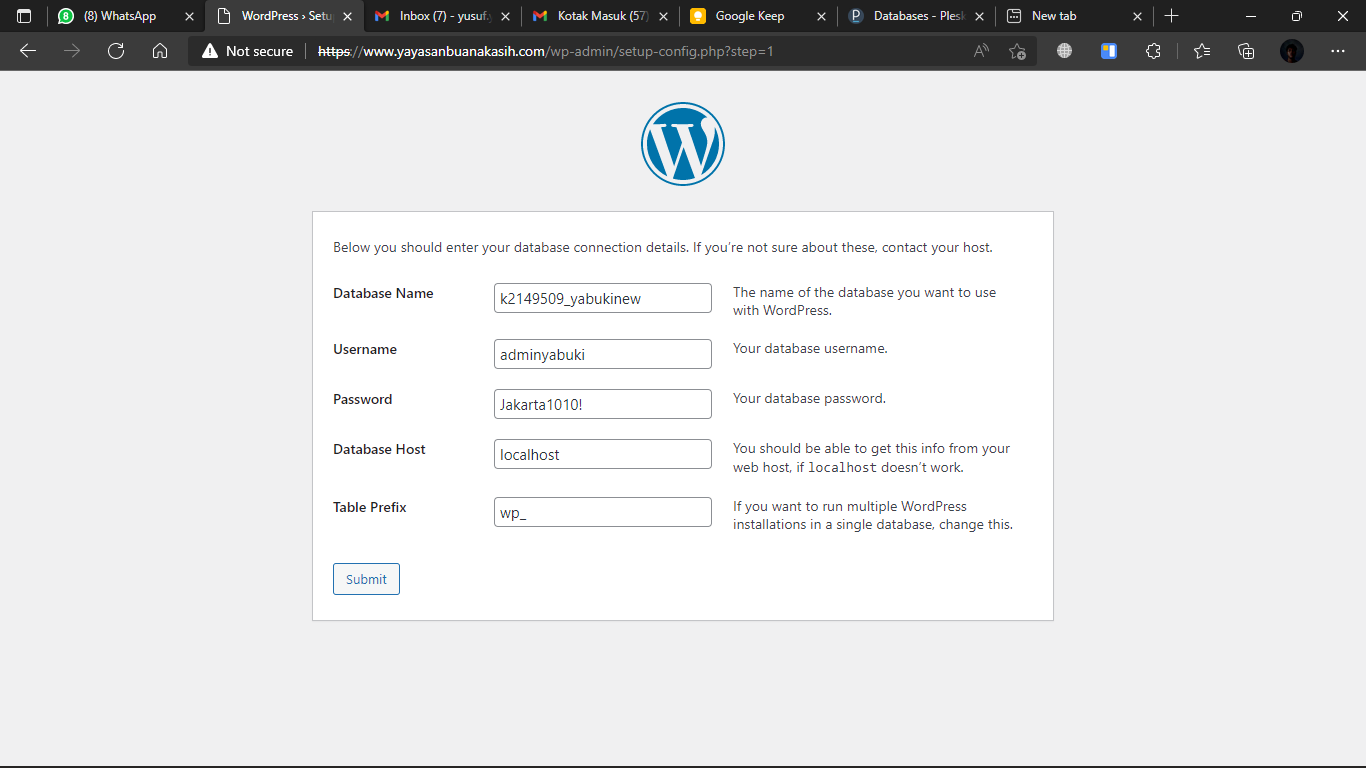 (8) WhatsApp
WordPress › Setu
Inbox (7) - yusuf.
Kotak Masuk (57)
Google Keep
Databases - Plesk
New tab
Not secure
https://www.yayasanbuanakasih.com/wp-admin/setup-config.php?step=1
Below you should enter your database connection details. If you’re not sure about these, contact your host.
Database Name
k2149509_yabukinew
The name of the database you want to use
with WordPress.
Username
adminyabuki
Your database username.
Password
Jakarta1010!
Your database password.
Database Host
localhost
You should be able to get this info from your
web host, if localhost doesn’t work.
Table Prefix
wp_
If you want to run multiple WordPress
installations in a single database, change this.
Submit